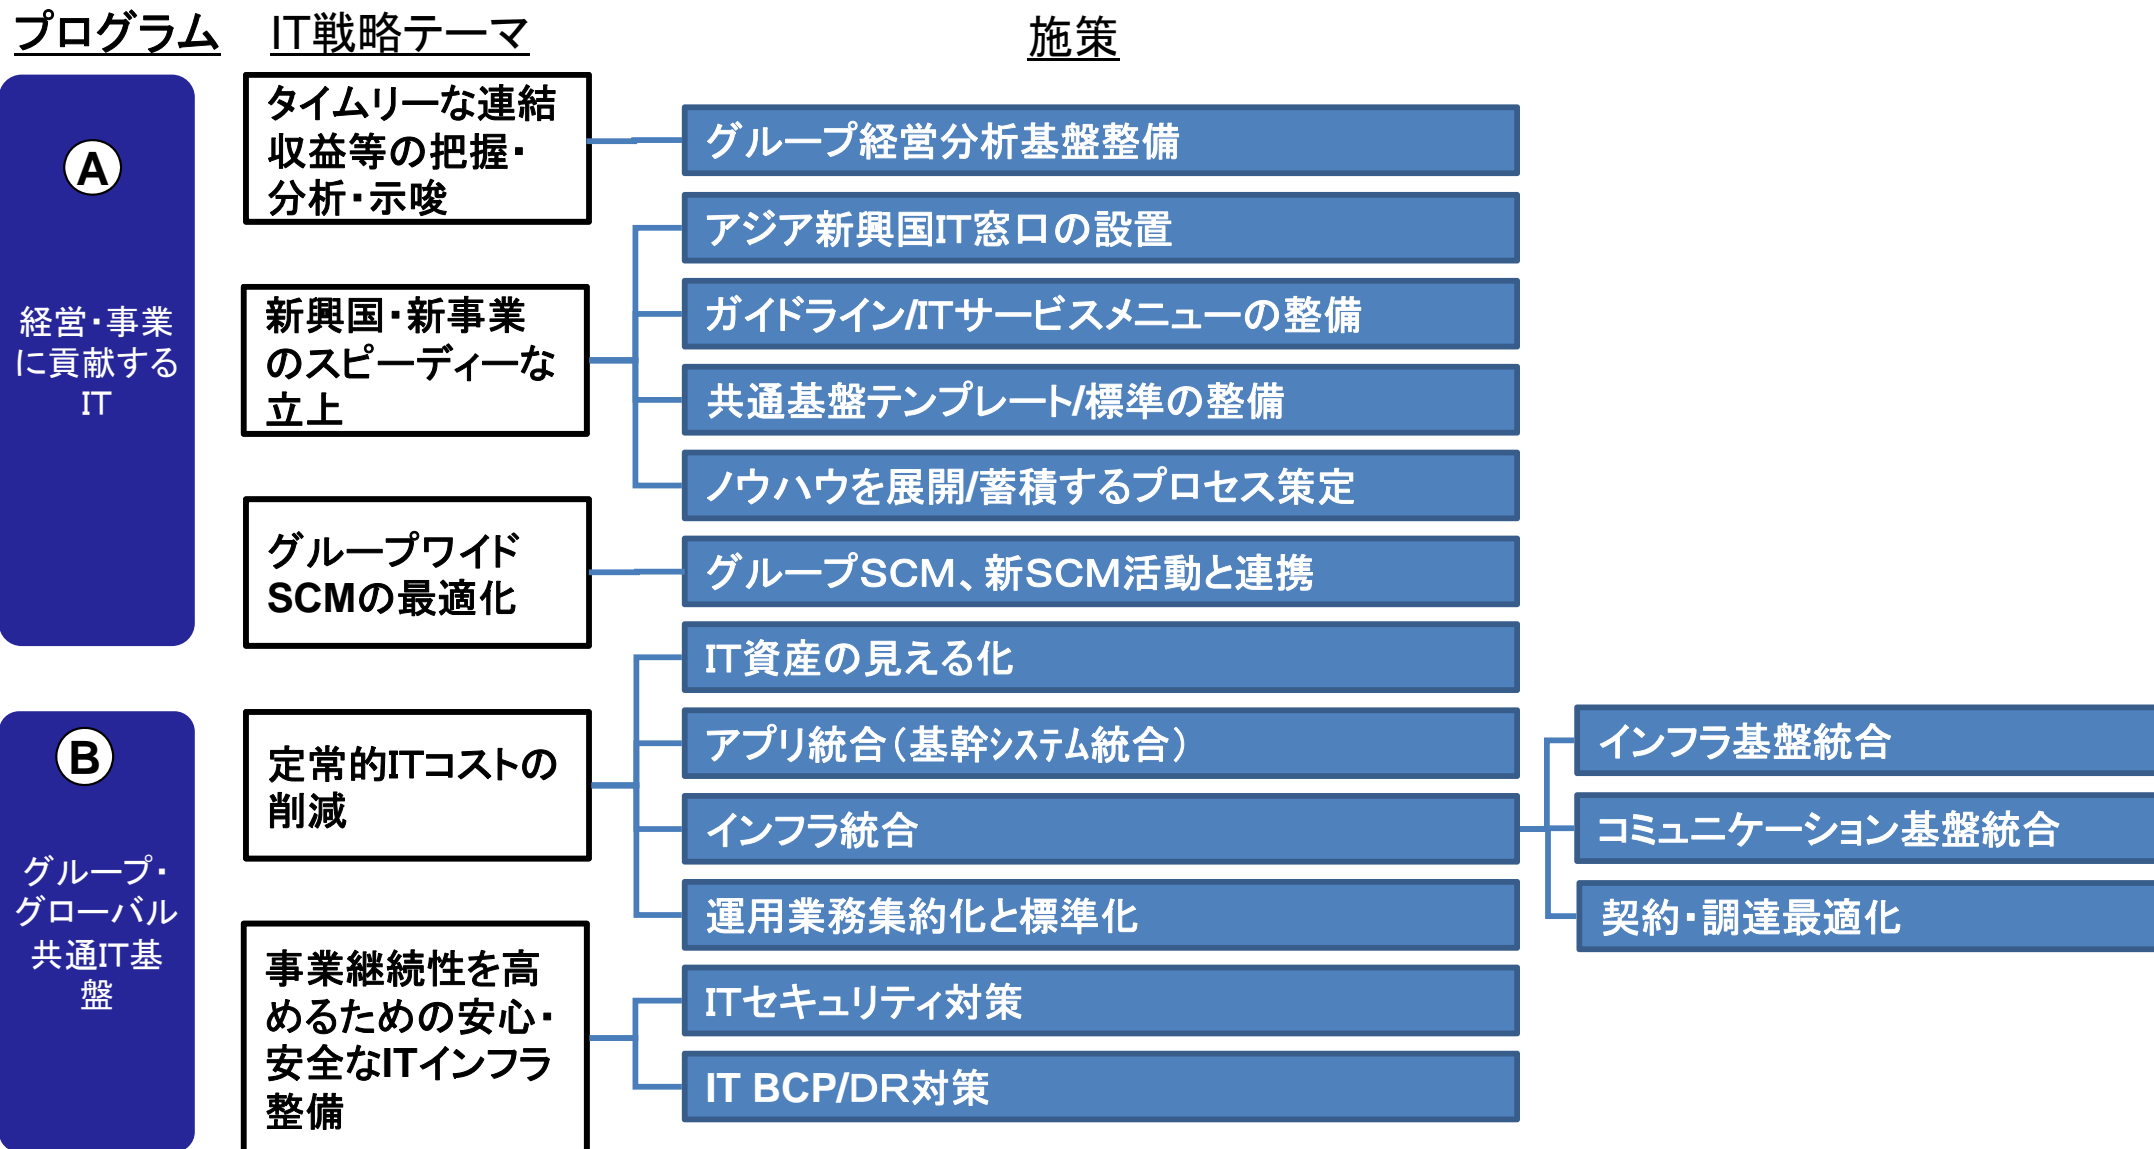 プログラム
IT戦略テーマ
施策
A
経営・事業
に貢献する
IT
タイムリーな連結
収益等の把握・
分析・示唆
グループ経営分析基盤整備
新興国・新事業
のスピーディーな
立上
アジア新興国IT窓口の設置
ガイドライン/ITサービスメニューの整備
共通基盤テンプレート/標準の整備
ノウハウを展開/蓄積するプロセス策定
グループワイド
SCMの最適化
グループSCM、新SCM活動と連携
B
グループ・
グローバル
共通IT基
盤
定常的ITコストの
削減
IT資産の見える化
アプリ統合（基幹システム統合）
インフラ統合
運用業務集約化と標準化
インフラ基盤統合
コミュニケーション基盤統合
契約・調達最適化
事業継続性を高
めるための安心・
安全なITインフラ
整備
ITセキュリティ対策
IT BCP/DR対策